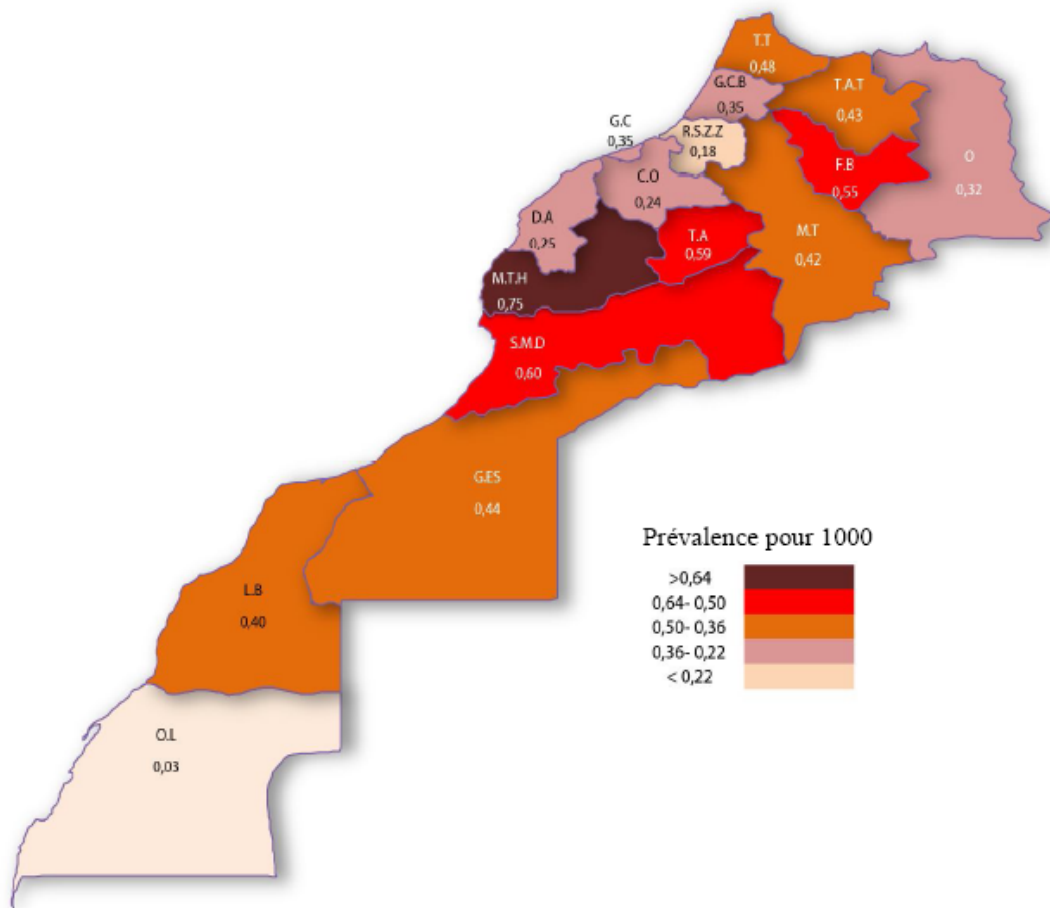 T.T
0,48
G.C.B
0,35
T.A.T
0,43
G.C
0,35
R.S.Z.Z
0,18
F.B
0,55
O
0,32
C.O
0,24
D.A
0,25
T.A
0,59
M.T
0,42
M.T.H
0,75
S.M.D
0,60
G.ES
0,44
L.B
0,40
O.L
0,03
Prévalence pour 1000
>0,64
0,64- 0,50
0,50- 0,36
0,36- 0,22
< 0,22